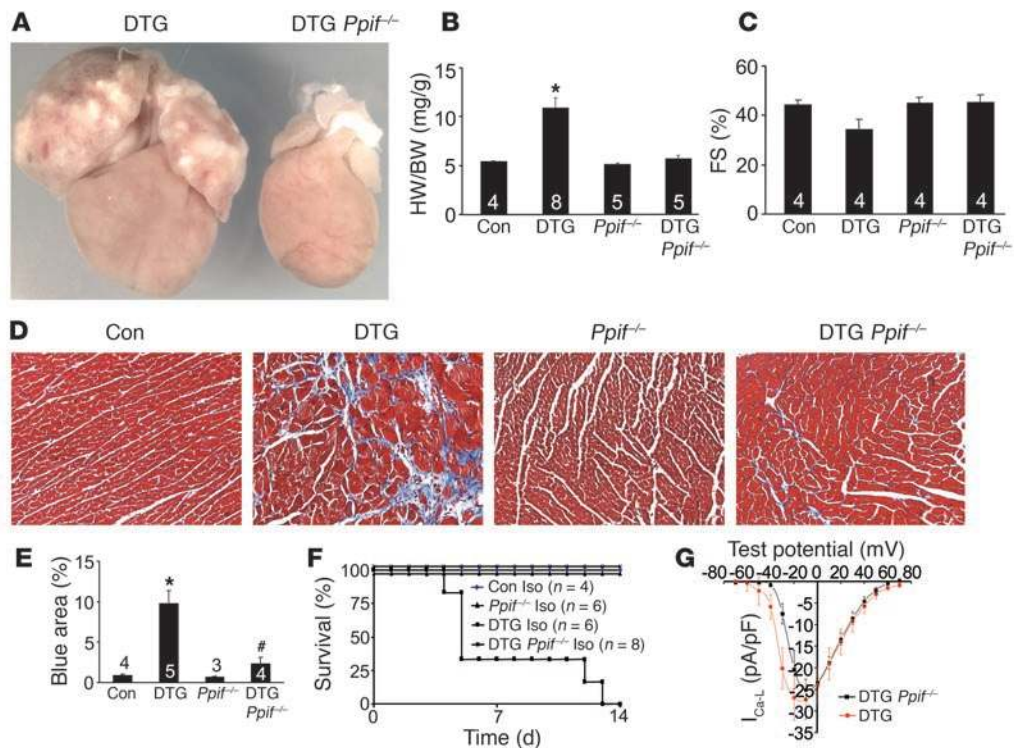 A
DTG
DTG Ppif–/–
B
HW/BW (mg/g)
15
10
5
0
*
4
8
5
5
Con
DTG
Ppif–/–
DTG
Ppif–/–
C
FS (%)
60
40
20
0
4
4
4
4
Con
DTG
Ppif–/–
DTG
Ppif–/–
D
Con
DTG
Ppif–/–
DTG Ppif–/–
E
Blue area (%)
15
10
5
0
4
*
5
3
#
4
Con
DTG
Ppif–/–
DTG
Ppif–/–
F
Survival (%)
100
75
50
25
0
Con Iso (n = 4)
Ppif–/– Iso (n = 6)
DTG Iso (n = 6)
DTG Ppif–/– Iso (n = 8)
0
7
14
Time (d)
G
Test potential (mV)
-80 -60 -40 -20 0 20 40 60 80
-5
-10
-15
-20
-25
-30
-35
ICa-L (pA/pF)
DTG Ppif–/–
DTG